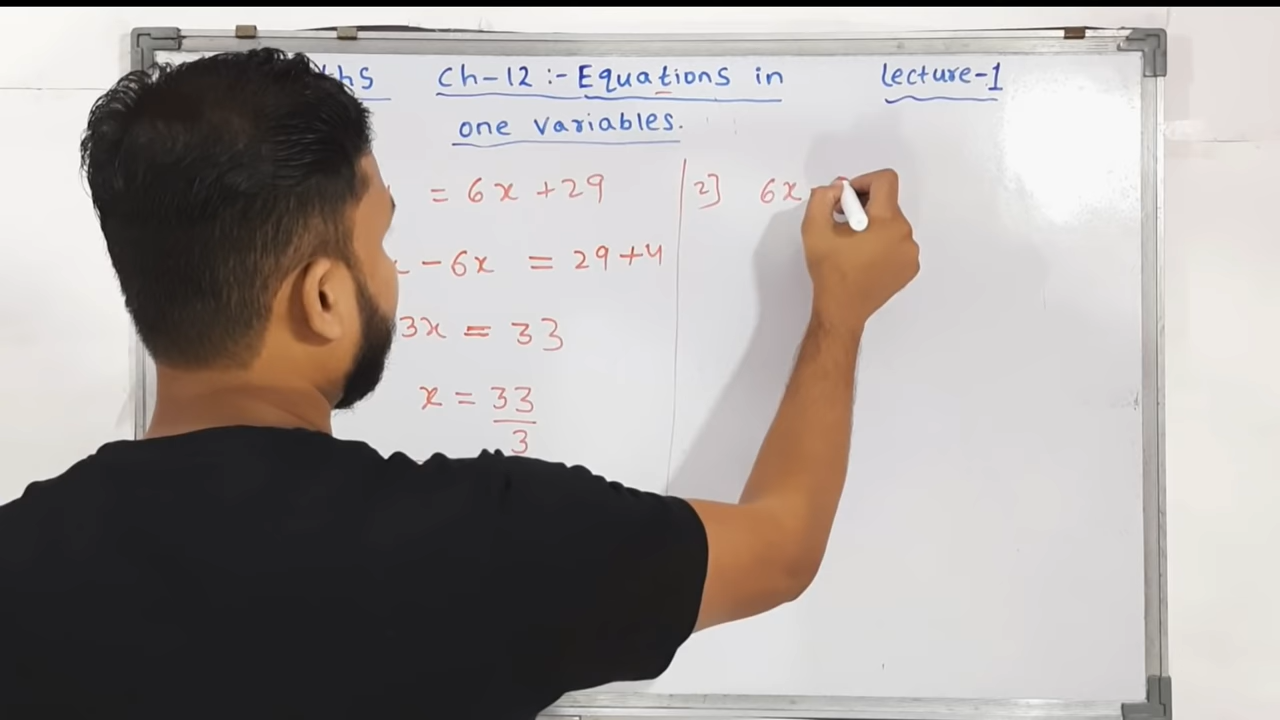 Ch-12 :- Equations in
one variables.
lecture-1
= 6x + 29
- 6x = 29+4
3x = 33
x = 33
3
2] 6x